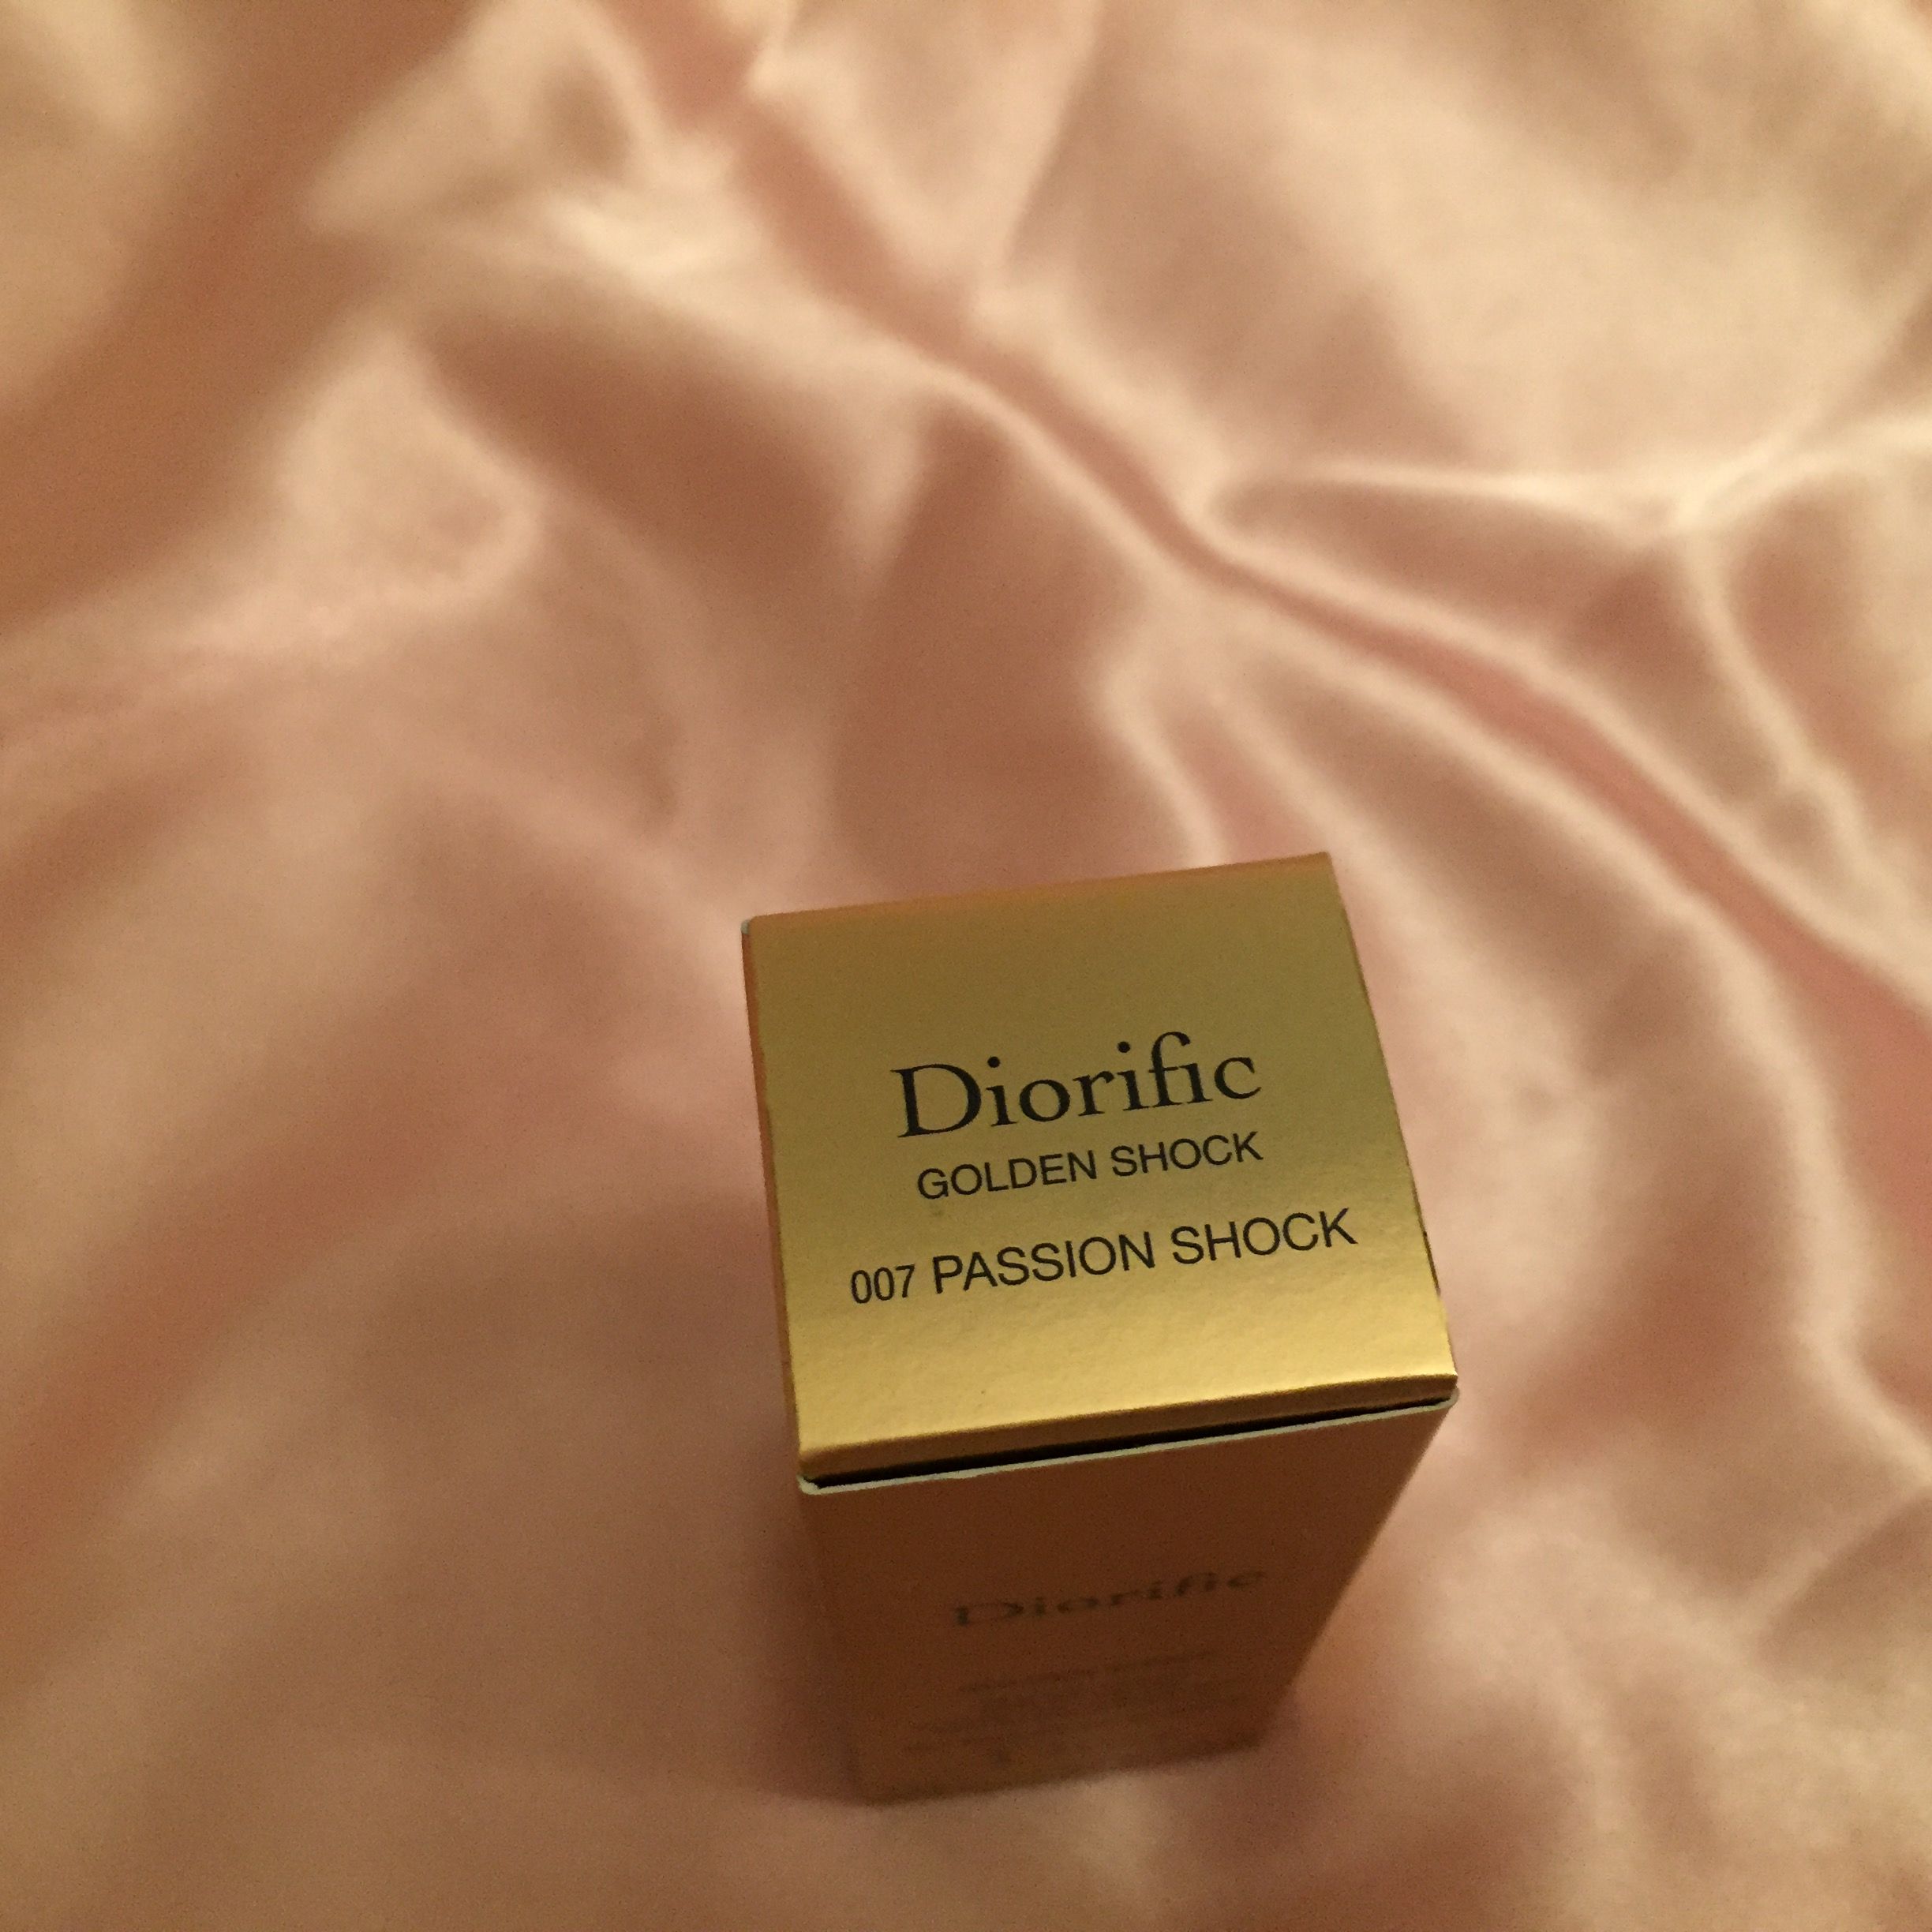 Diorific
GOLDEN SHOCK
007 PASSION SHOCK
Diorific